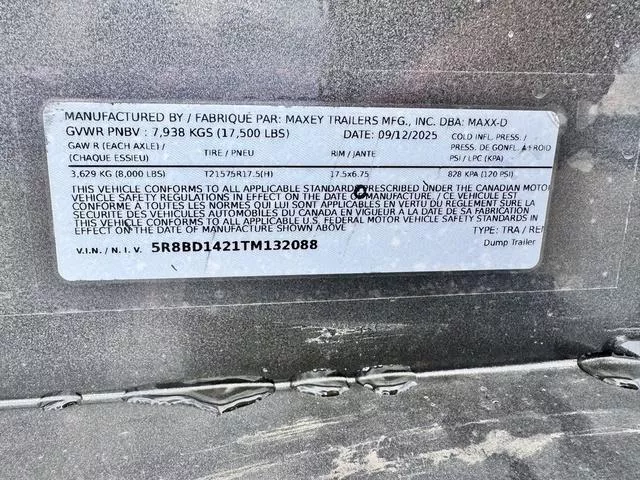 MANUFACTURED BY / FABRIQUÉ PAR: MAXEY TRAILERS MFG., INC. DBA: MAXX-D
GVWR PNBV : 7,938 KGS (17,500 LBS) DATE: 09/12/2025 COLD INFL. PRESS. /
GAW R (EACH AXLE) / TIRE / PNEU RIM / JANTE PRESS. DE GONFL. A FROID
(CHAQUE ESSIEU) PSI / LPC (KPA)
3,629 KG (8,000 LBS) T21575R17.5(H) 17.5x6.75 828 KPA (120 PSI)
THIS VEHICLE CONFORMS TO ALL APPLICABLE STANDARDS PRESCRIBED UNDER THE CANADIAN MOTO
VEHICLE SAFETY REGULATIONS IN EFFECT ON THE DATE OF MANUFACTURE. / CE VEHICULE EST
CONFORME A TOUTES LES NORMES QUI LUI SONT APPLICABLES EN VERTU DU REGLEMENT SUR LA
SECURITE DES VEHICULES AUTOMOBILES DU CANADA EN VIGUEUR A LA DATE DE SA FABRICATION
THIS VEHICLE CONFORMS TO ALL APPLICABLE U.S. FEDERAL MOTOR VEHICLE SAFETY STANDARDS IN
EFFECT ON THE DATE OF MANUFACTURE SHOWN ABOVE TYPE: TRA / REI
V.I.N. / N. I. V. 5R8BD1421TM132088 Dump Trailer